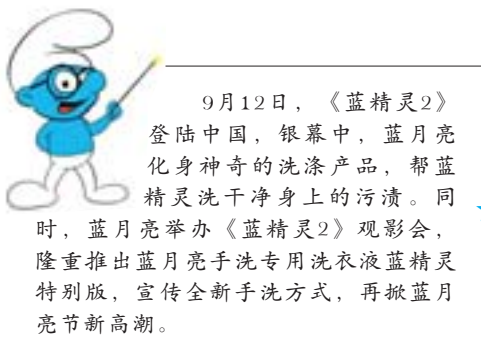 9月12日，《蓝精灵2》
登陆中国，银幕中，蓝月亮
化身神奇的洗涤产品，帮蓝
精灵洗干净身上的污渍。同
时，蓝月亮举办《蓝精灵2》观影会，
隆重推出蓝月亮手洗专用洗衣液蓝精灵
特别版，宣传全新手洗方式，再掀蓝月
亮节新高潮。